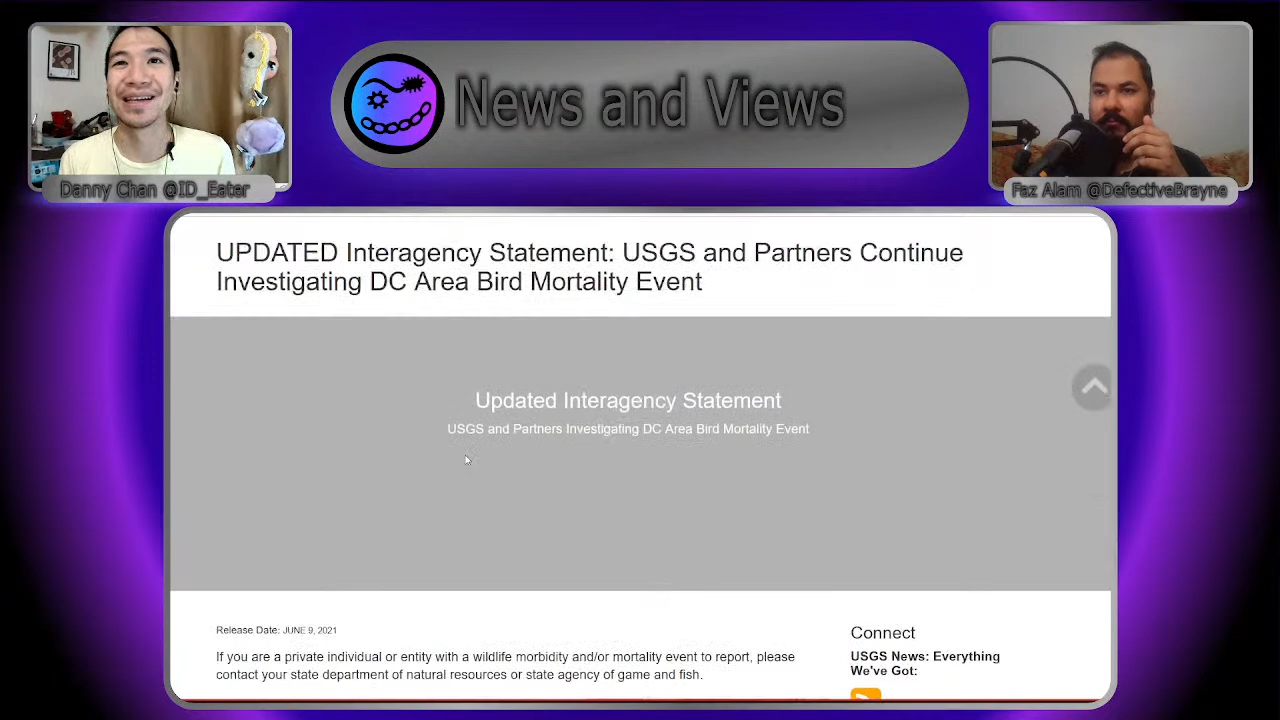 News and Views
Danny Chan @ID_Eater
Faz Alam @DefectiveBrayne
UPDATED Interagency Statement: USGS and Partners Continue
Investigating DC Area Bird Mortality Event
Updated Interagency Statement
USGS and Partners Investigating DC Area Bird Mortality Event
Release Date: JUNE 9, 2021
If you are a private individual or entity with a wildlife morbidity and/or mortality event to report, please
contact your state department of natural resources or state agency of game and fish.
Connect
USGS News: Everything
We've Got: